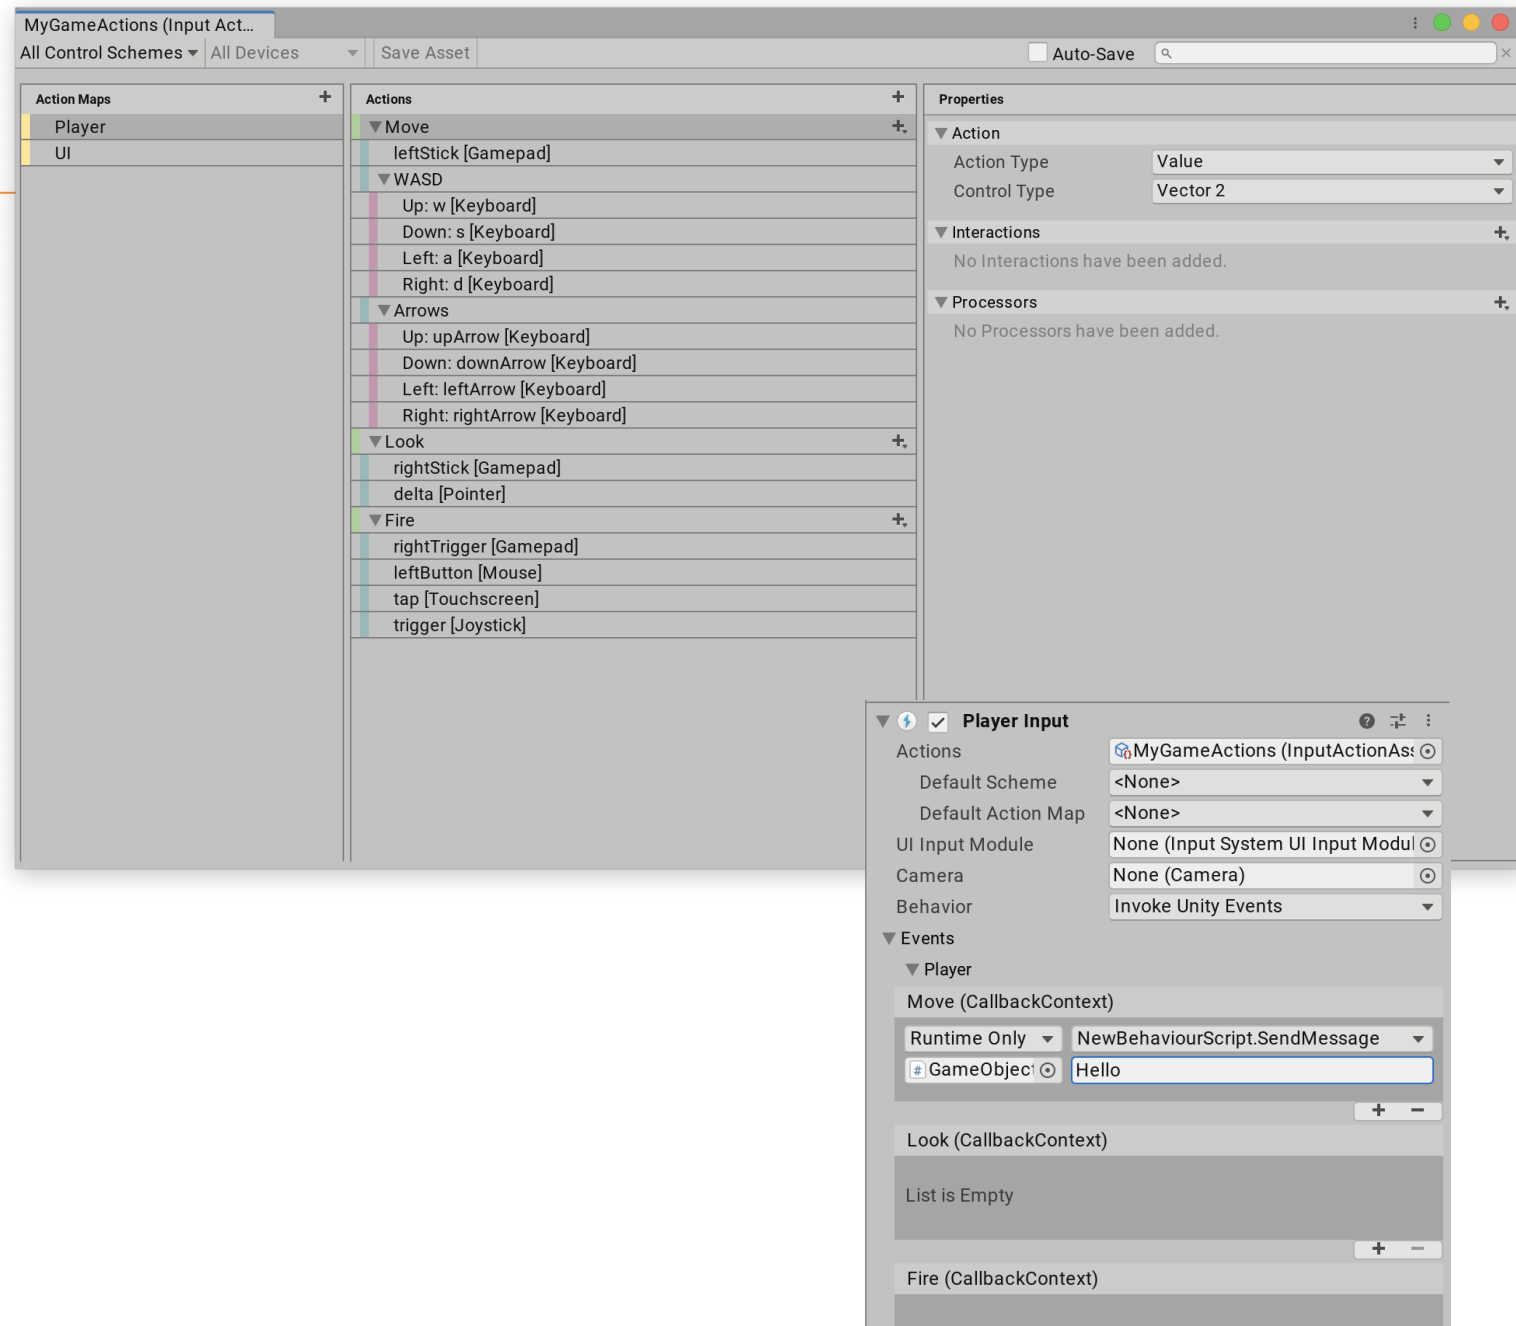 MyGameActions (Input Act...
All Control Schemes
All Devices
Save Asset
Auto-Save
Action Maps
Player
UI
Actions
Move
leftStick [Gamepad]
WASD
Up: w [Keyboard]
Down: s [Keyboard]
Left: a [Keyboard]
Right: d [Keyboard]
Arrows
Up: upArrow [Keyboard]
Down: downArrow [Keyboard]
Left: leftArrow [Keyboard]
Right: rightArrow [Keyboard]
Look
rightStick [Gamepad]
delta [Pointer]
Fire
rightTrigger [Gamepad]
leftButton [Mouse]
tap [Touchscreen]
trigger [Joystick]
Properties
Action
Action Type Value
Control Type Vector 2
Interactions
No Interactions have been added.
Processors
No Processors have been added.
Player Input
Actions MyGameActions (InputActionAss
Default Scheme <None>
Default Action Map <None>
UI Input Module None (Input System UI Input Modul
Camera None (Camera)
Behavior Invoke Unity Events
Events
Player
Move (CallbackContext)
Runtime Only NewBehaviourScript.SendMessage
GameObject Hello
Look (CallbackContext)
List is Empty
Fire (CallbackContext)